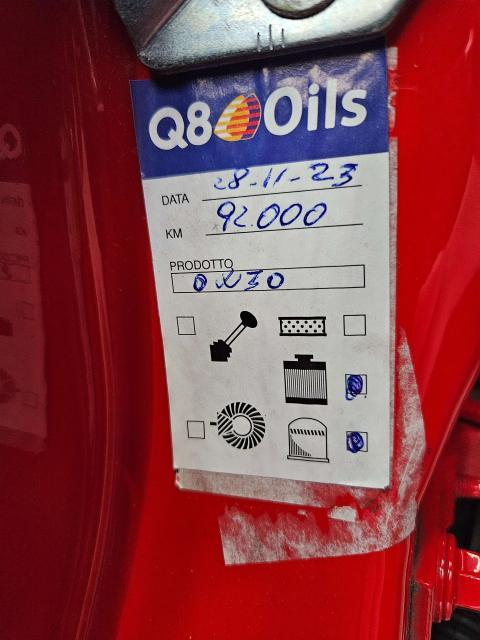 Q8 Oils
DATA 28-11-23
KM 92.000
PRODOTTO
0W30